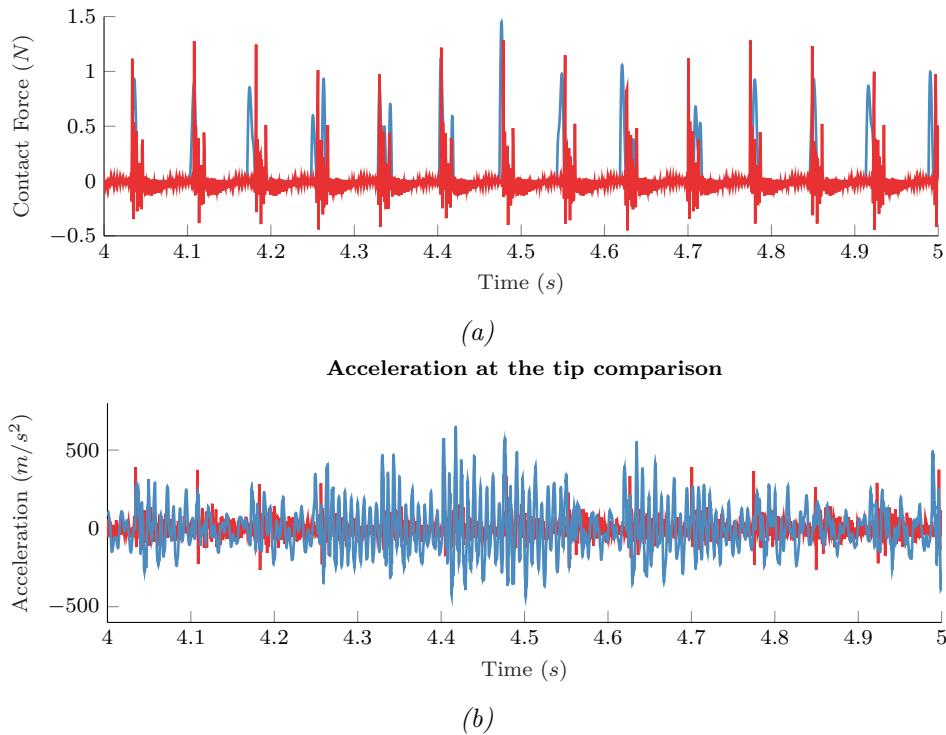 1.5
1
0.5
0
−0.5
Contact Force (N)
4 4.1 4.2 4.3 4.4 4.5 4.6 4.7 4.8 4.9 5
Time (s)
(a)
Acceleration at the tip comparison
500
0
−500
Acceleration (m/s²)
4 4.1 4.2 4.3 4.4 4.5 4.6 4.7 4.8 4.9 5
Time (s)
(b)